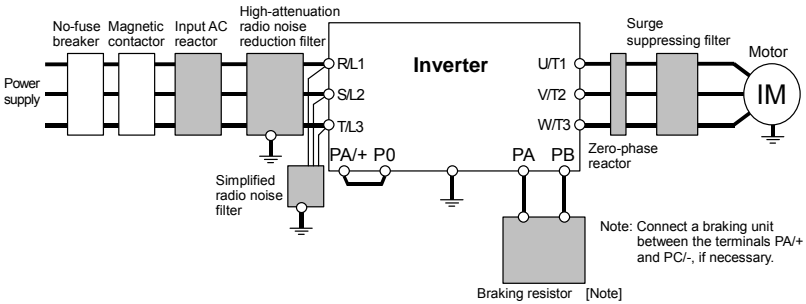 No-fuse
breaker
Magnetic
contactor
Input AC
reactor
High-attenuation
radio noise
reduction filter
Power
supply
R/L1
S/L2
T/L3
Inverter
U/T1
V/T2
W/T3
Surge
suppressing filter
Motor
IM
Zero-phase
reactor
PA/+ P0
PA PB
Simplified
radio noise
filter
Note: Connect a braking unit
between the terminals PA/+
and PC/-, if necessary.
Braking resistor [Note]